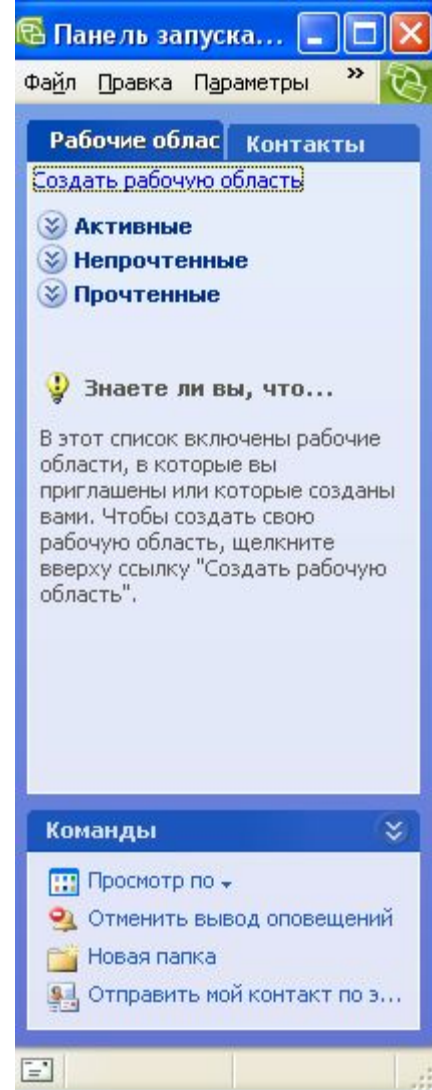 Панель запуска...
Файл Правка Параметры »
Рабочие облас Контакты
Создать рабочую область
Активные
Непрочтенные
Прочтенные
Знаете ли вы, что...
В этот список включены рабочие
области, в которые вы
приглашены или которые созданы
вами. Чтобы создать свою
рабочую область, щелкните
вверху ссылку "Создать рабочую
область".
Команды
Просмотр по
Отменить вывод оповещений
Новая папка
Отправить мой контакт по э...